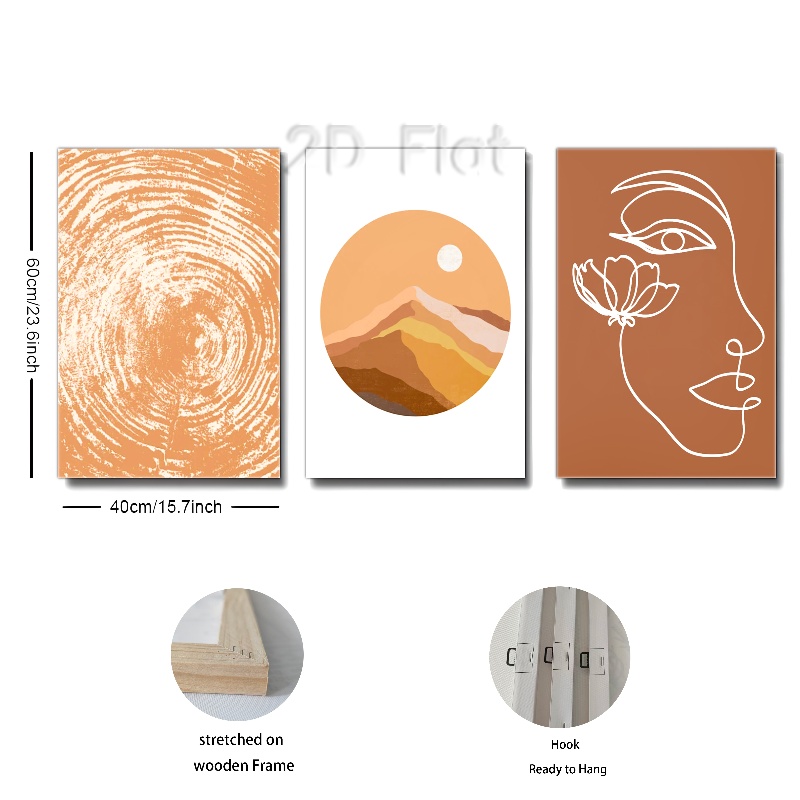 2D Flat
60cm/23.6inch
40cm/15.7inch
stretched on
wooden Frame
Hook
Ready to Hang